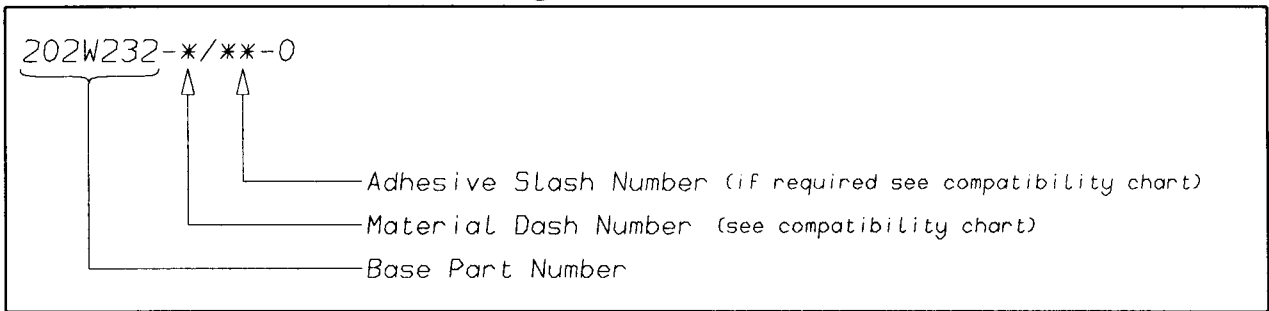 202W232-*/**-0
Adhesive Slash Number (if required see compatibility chart)
Material Dash Number (see compatibility chart)
Base Part Number